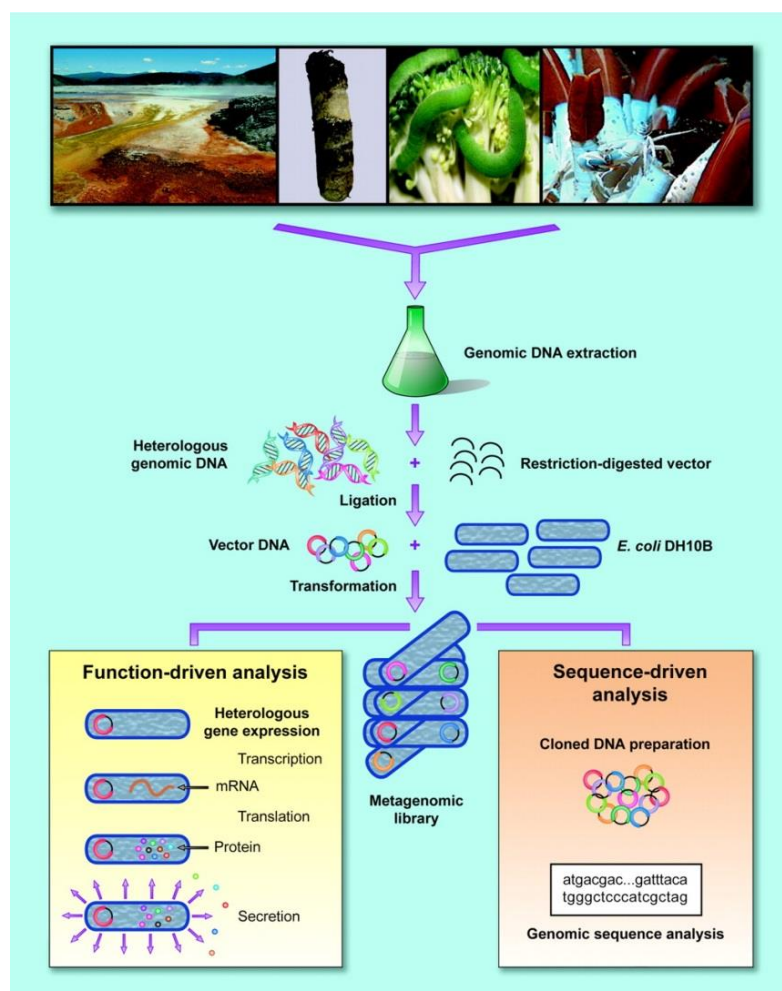 Genomic DNA extraction
Heterologous
genomic DNA
+
Restriction-digested vector
Ligation
Vector DNA
+
E. coli DH10B
Transformation
Function-driven analysis
Heterologous
gene expression
Transcription
mRNA
Translation
Protein
Secretion
Metagenomic
library
Sequence-driven
analysis
Cloned DNA preparation
atgacgac...gatttaca
tgggctcccatcgctag
Genomic sequence analysis